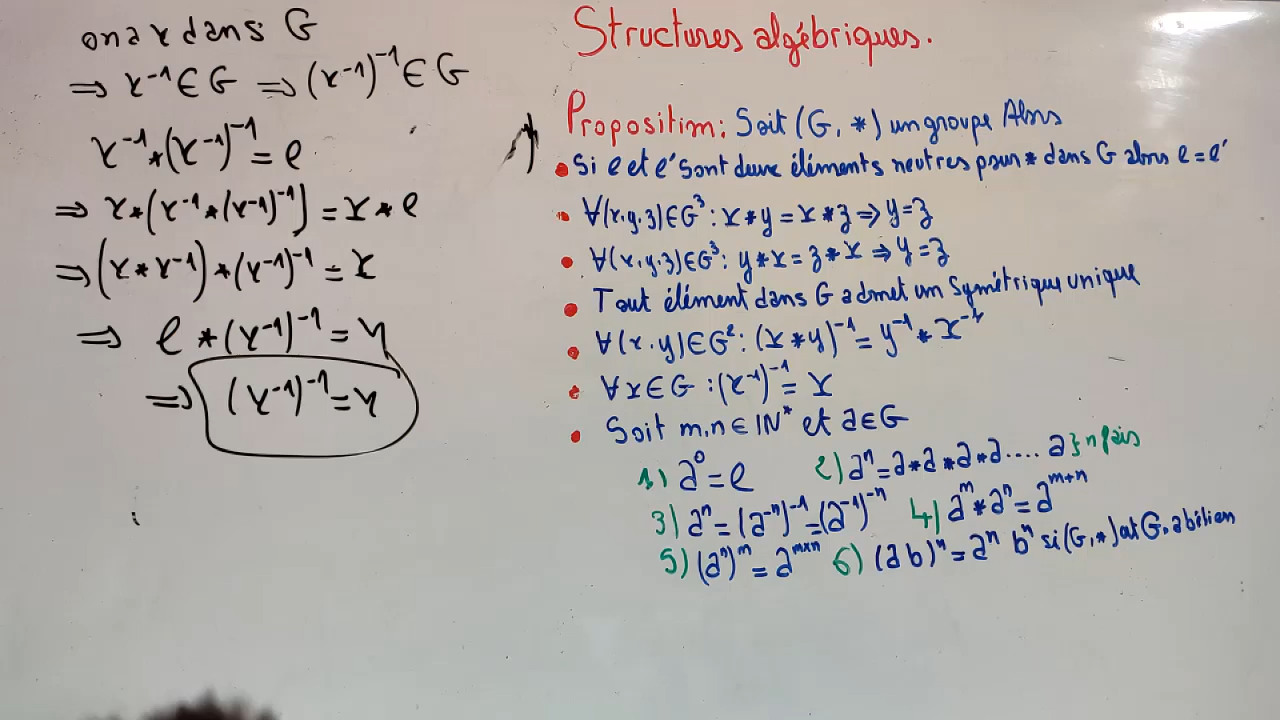 on a x dans G
⇒ x⁻¹ ∈ G ⇒ (x⁻¹)⁻¹ ∈ G
x⁻¹ * (x⁻¹)⁻¹ = e
⇒ x * (x⁻¹ * (x⁻¹)⁻¹) = x * e
⇒ (x * x⁻¹) * (x⁻¹)⁻¹ = x
⇒ e * (x⁻¹)⁻¹ = x
⇒ (x⁻¹)⁻¹ = x
Structures algébriques.
Proposition: Soit (G, *) un groupe Alors
• Si e et e' sont deux éléments neutres pour * dans G alors e = e'
• ∀(x,y,z) ∈ G³ : x * y = x * z ⇒ y = z
• ∀(x,y,z) ∈ G³ : y * x = z * x ⇒ y = z
• Tout élément dans G admet un Symétrique unique
• ∀(x,y) ∈ G² : (x * y)⁻¹ = y⁻¹ * x⁻¹
• ∀x ∈ G : (x⁻¹)⁻¹ = x
• Soit m,n ∈ IN* et a ∈ G
1) a⁰ = e 2) aⁿ = a * a * a * a .... a } n fois
3) aⁿ = (a⁻ⁿ)⁻¹ = (a⁻¹)⁻ⁿ 4) aᵐ * aⁿ = aᵐ⁺ⁿ
5) (aⁿ)ᵐ = aᵐˣⁿ 6) (ab)ⁿ = aⁿ bⁿ si (G, *) est G. abélien